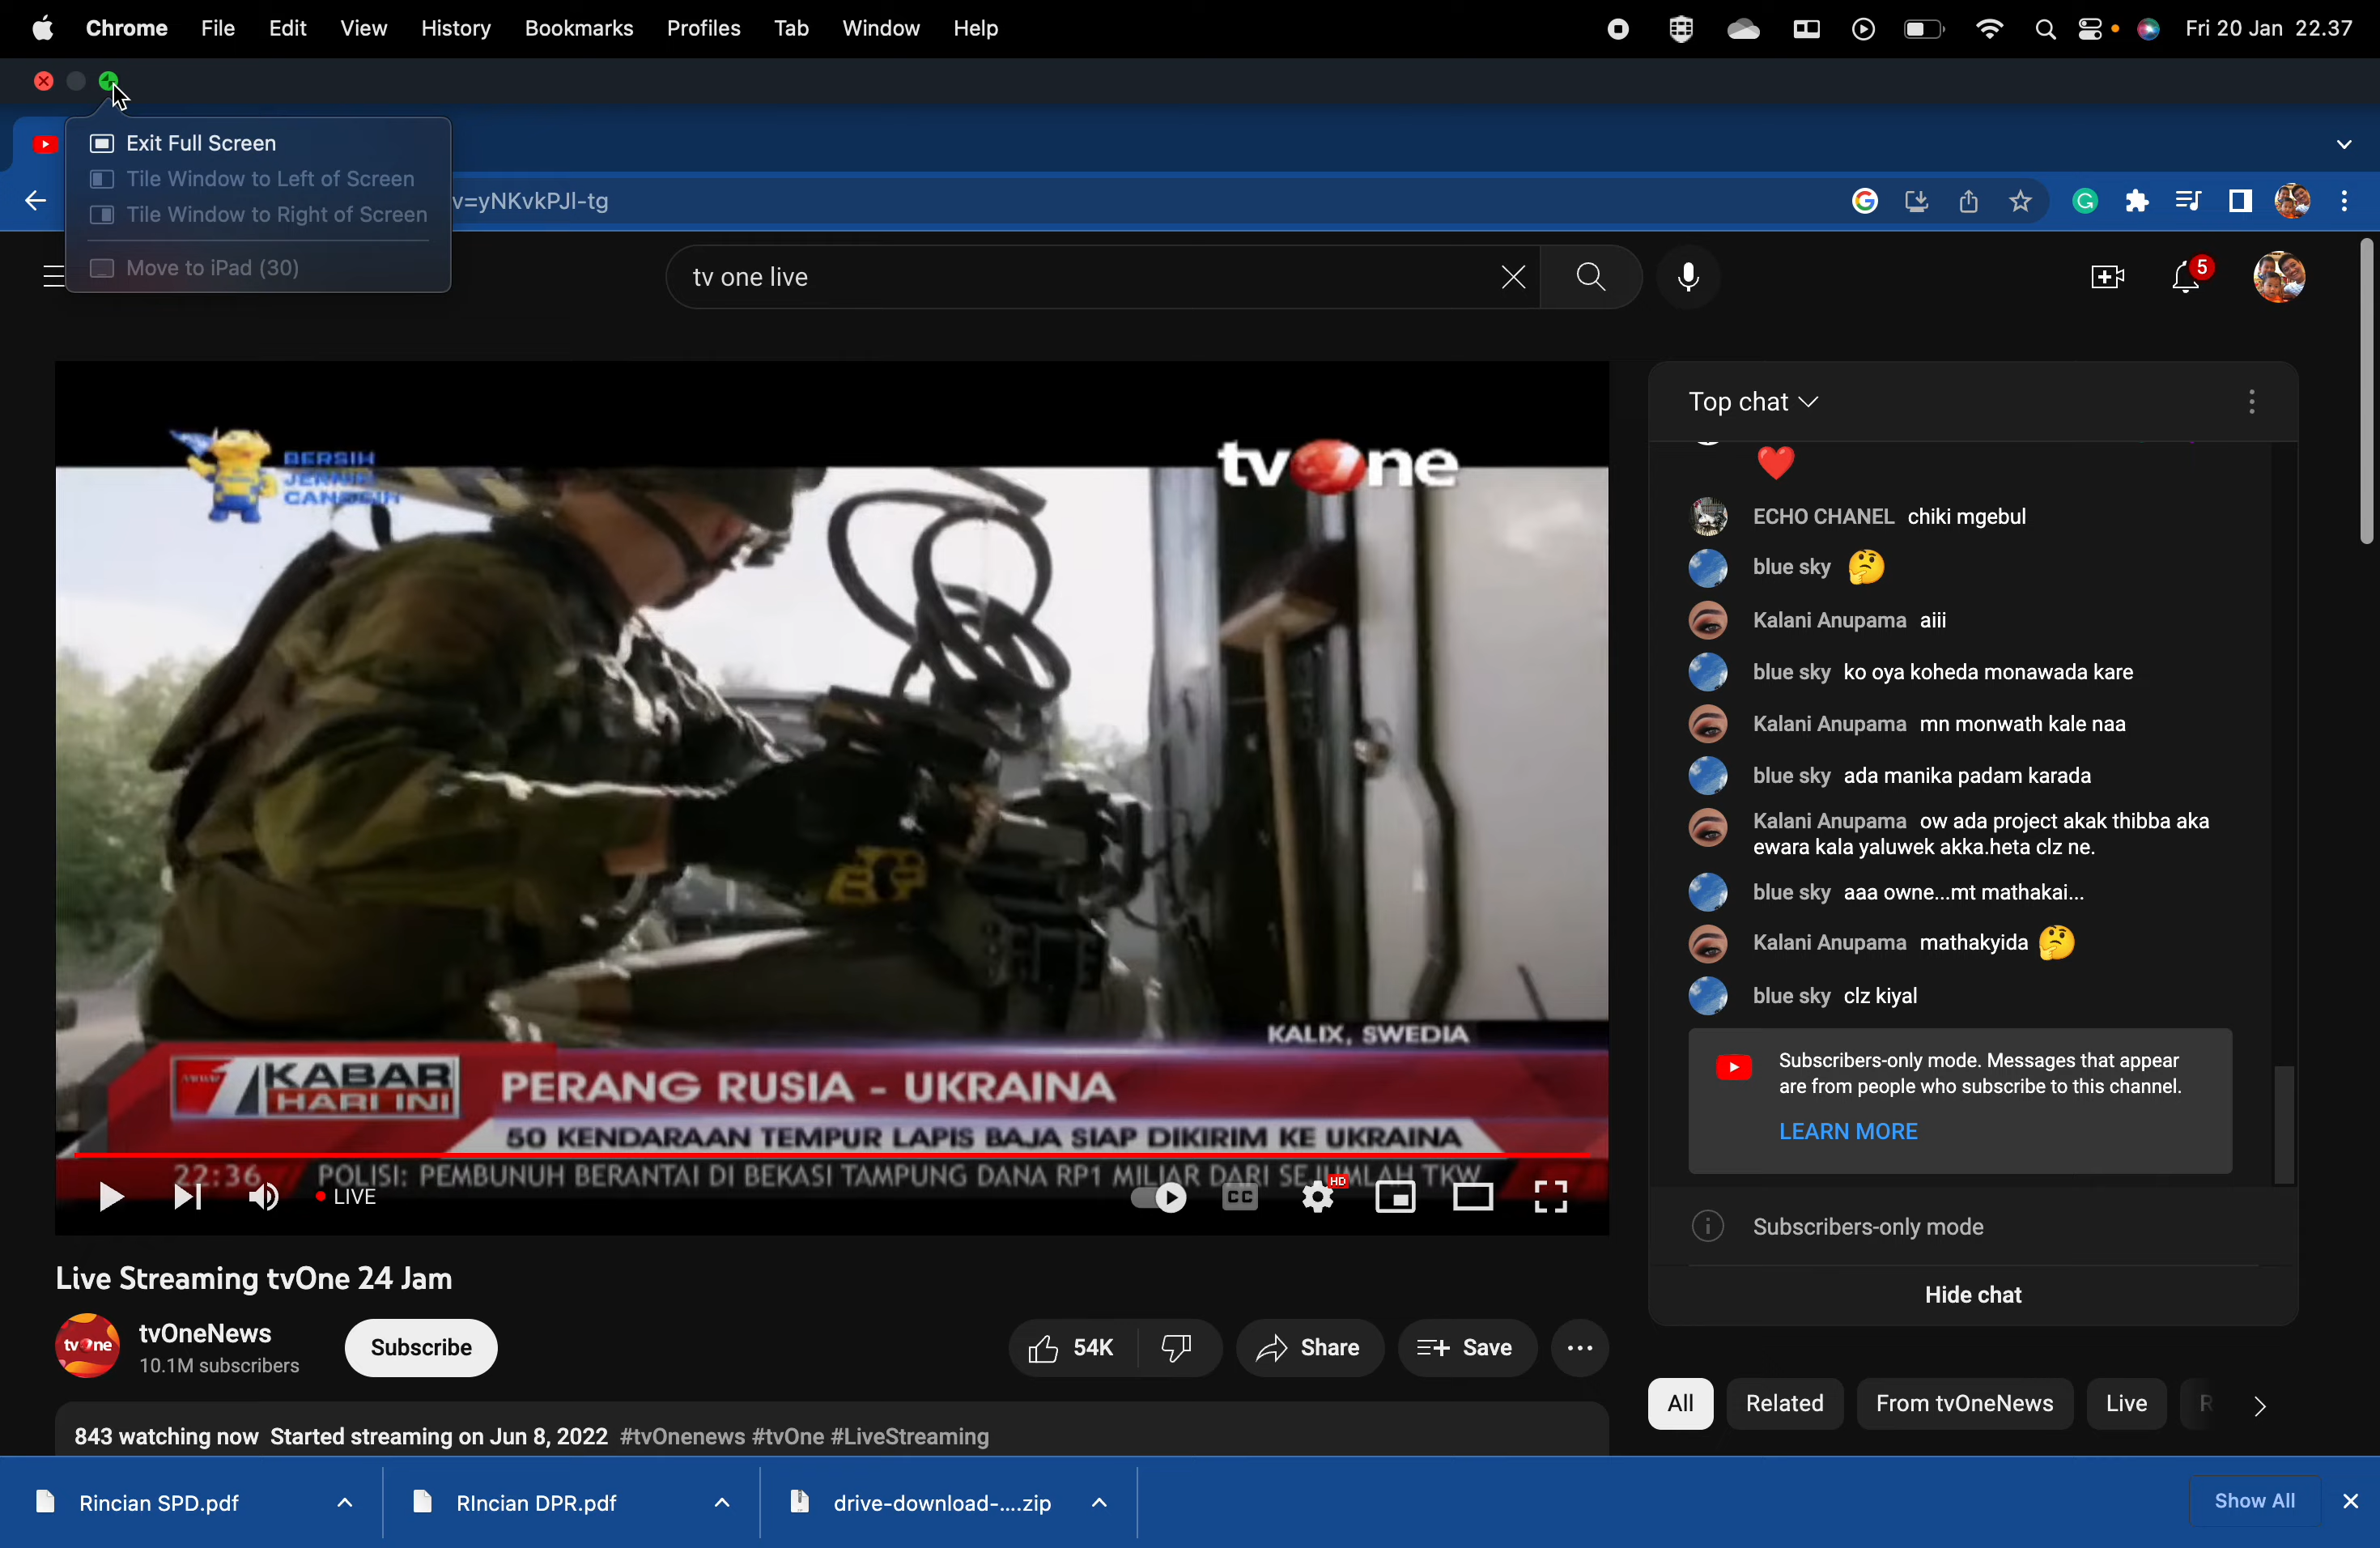 Chrome File Edit View History Bookmarks Profiles Tab Window Help
Fri 20 Jan 22.37
Exit Full Screen
Tile Window to Left of Screen
Tile Window to Right of Screen
Move to iPad (30)
v=yNKvkPJI-tg
tv one live
5
BERSIH
JERNIH
CANGGIH
tvOne
KALIX, SWEDIA
KABAR
HARI INI
PERANG RUSIA - UKRAINA
50 KENDARAAN TEMPUR LAPIS BAJA SIAP DIKIRIM KE UKRAINA
22:36 POLISI: PEMBUNUH BERANTAI DI BEKASI TAMPUNG DANA RP1 MILIAR DARI SEJUMLAH TKW
LIVE
CC
HD
Live Streaming tvOne 24 Jam
tvOne
tvOneNews
10.1M subscribers
Subscribe
54K
Share
Save
843 watching now Started streaming on Jun 8, 2022 #tvOnenews #tvOne #LiveStreaming
Top chat
❤️
ECHO CHANEL chiki mgebul
blue sky 🤔
Kalani Anupama aiii
blue sky ko oya koheda monawada kare
Kalani Anupama mn monwath kale naa
blue sky ada manika padam karada
Kalani Anupama ow ada project akak thibba aka
ewara kala yaluwek akka.heta clz ne.
blue sky aaa owne...mt mathakai...
Kalani Anupama mathakyida 🤔
blue sky clz kiyal
Subscribers-only mode. Messages that appear
are from people who subscribe to this channel.
LEARN MORE
Subscribers-only mode
Hide chat
All Related From tvOneNews Live R
Rincian SPD.pdf
RIncian DPR.pdf
drive-download-....zip
Show All